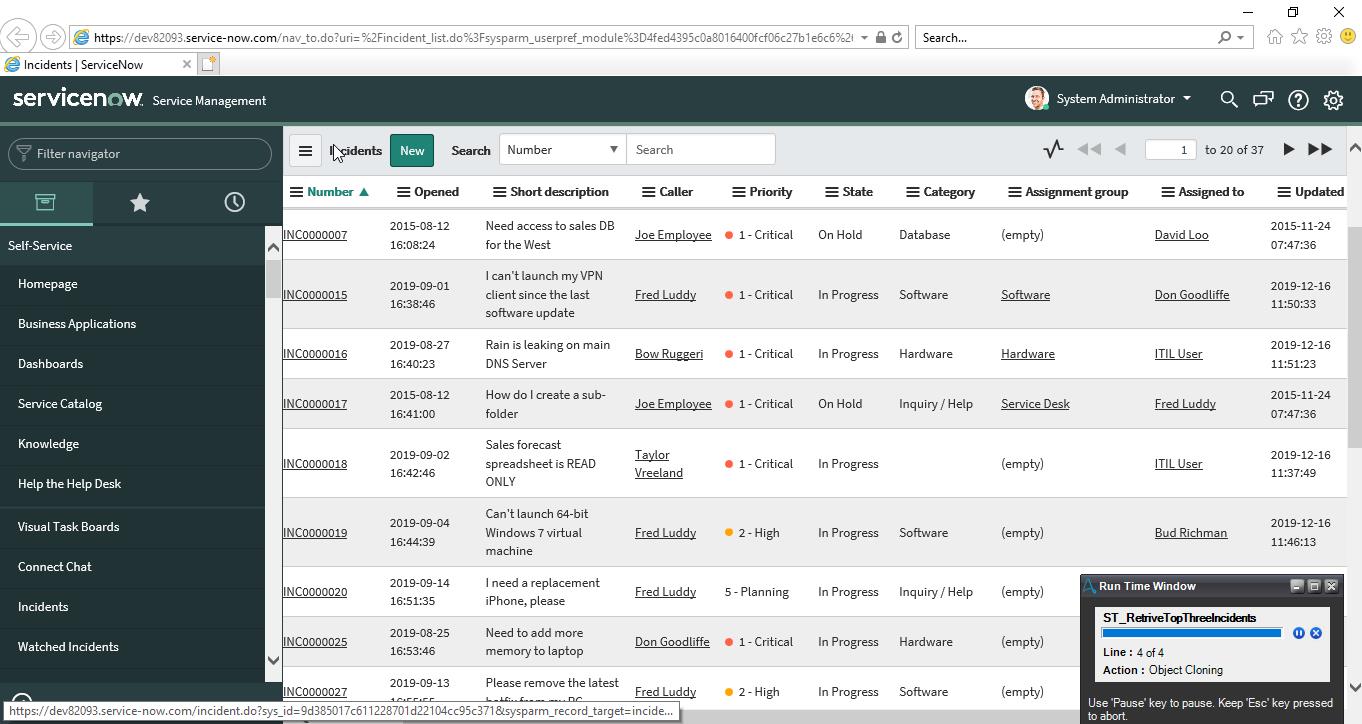 https://dev82093.service-now.com/nav_to.do?uri=%2Fincident_list.do%3Fsysparm_userpref_module%3D4fed4395c0a8016400fcf06c27b1e6c6%2
Search...
Incidents | ServiceNow
servicenow Service Management
System Administrator
Filter navigator
Incidents
New
Search
Number
Search
1
to 20 of 37
Number Opened Short description Caller Priority State Category Assignment group Assigned to Updated
Self-Service
Homepage
Business Applications
Dashboards
Service Catalog
Knowledge
Help the Help Desk
Visual Task Boards
Connect Chat
Incidents
Watched Incidents
INC0000007
2015-08-12
16:08:24
Need access to sales DB
for the West
Joe Employee
1 - Critical
On Hold
Database
(empty)
David Loo
2015-11-24
07:47:36
INC0000015
2019-09-01
16:38:46
I can't launch my VPN
client since the last
software update
Fred Luddy
1 - Critical
In Progress
Software
Software
Don Goodliffe
2019-12-16
11:50:33
INC0000016
2019-08-27
16:40:23
Rain is leaking on main
DNS Server
Bow Ruggeri
1 - Critical
In Progress
Hardware
Hardware
ITIL User
2019-12-16
11:51:23
INC0000017
2015-08-12
16:41:00
How do I create a sub-
folder
Joe Employee
1 - Critical
On Hold
Inquiry / Help
Service Desk
Fred Luddy
2015-11-24
07:47:36
INC0000018
2019-09-02
16:42:46
Sales forecast
spreadsheet is READ
ONLY
Taylor
Vreeland
1 - Critical
In Progress
(empty)
ITIL User
2019-12-16
11:37:49
INC0000019
2019-09-04
16:44:39
Can't launch 64-bit
Windows 7 virtual
machine
Fred Luddy
2 - High
In Progress
Software
(empty)
Bud Richman
2019-12-16
11:46:13
INC0000020
2019-09-14
16:51:35
I need a replacement
iPhone, please
Fred Luddy
5 - Planning
In Progress
Inquiry / Help
(empty)
INC0000025
2019-08-25
16:53:46
Need to add more
memory to laptop
Don Goodliffe
1 - Critical
In Progress
Hardware
(empty)
INC0000027
2019-09-13
Please remove the latest
hotfix from my PC
Fred Luddy
2 - High
In Progress
Software
(empty)
https://dev82093.service-now.com/incident.do?sys_id=9d385017c611228701d22104cc95c371&sysparm_record_target=incide...
Run Time Window
ST_RetriveTopThreeIncidents
Line : 4 of 4
Action : Object Cloning
Use 'Pause' key to pause. Keep 'Esc' key pressed
to abort.